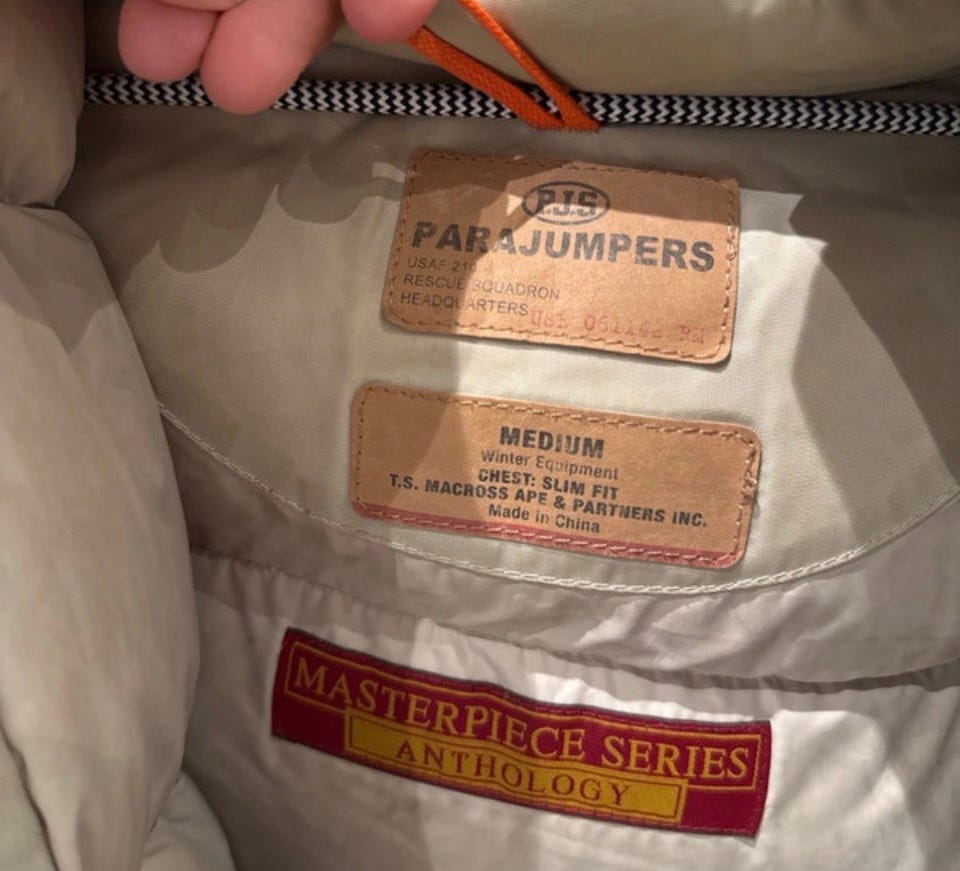 PJS
PARAJUMPERS
USAF 210
RESCUE SQUADRON
HEADQUARTERS
MEDIUM
Winter Equipment
CHEST: SLIM FIT
T.S. MACROSS APE & PARTNERS INC.
Made in China
MASTERPIECE SERIES
ANTHOLOGY